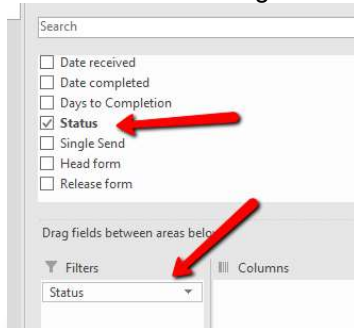 Search
Date received
Date completed
Days to Completion
Status
Single Send
Head form
Release form
Drag fields between areas belo
Filters
Columns
Status